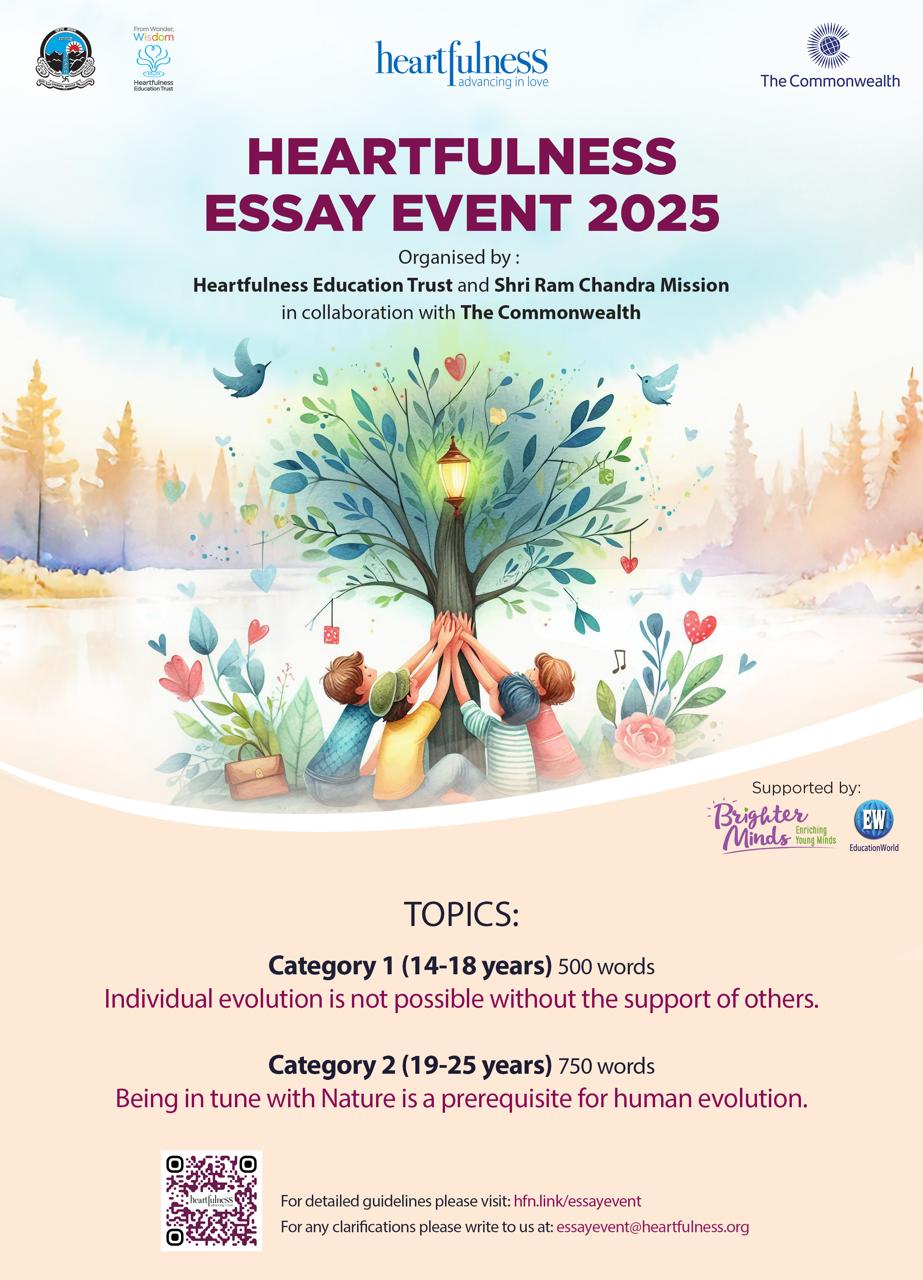 From Wonder,
Wisdom
Heartfulness
Education Trust
heartfulness
advancing in love
The Commonwealth
HEARTFULNESS
ESSAY EVENT 2025
Organised by :
Heartfulness Education Trust and Shri Ram Chandra Mission
in collaboration with The Commonwealth
Supported by:
Brighter
Minds Enriching
Young Minds
EW
EducationWorld
TOPICS:
Category 1 (14-18 years) 500 words
Individual evolution is not possible without the support of others.
Category 2 (19-25 years) 750 words
Being in tune with Nature is a prerequisite for human evolution.
heartfulness
advancing in love
For detailed guidelines please visit: hfn.link/essayevent
For any clarifications please write to us at: essayevent@heartfulness.org